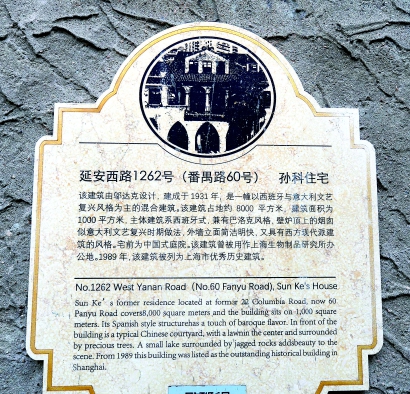 延安西路1262号（番禺路60号） 孙科住宅
该建筑由邬达克设计，建成于1931年，是一幢以西班牙与意大利文艺
复兴风格为主的混合建筑。该建筑占地约 8000 平方米，建筑面积为
1000 平方米，主体建筑系西班牙式，兼有巴洛克风格，壁炉顶上的烟囱
似意大利文艺复兴时期做法，外墙立面简洁明快，又具有西方现代派建
筑的风格。宅前为中国式庭院。该建筑曾被用作上海生物制品研究所办
公地。1989 年，该建筑被列为上海市优秀历史建筑。
No.1262 West Yanan Road（No.60 Fanyu Road), Sun Ke's House
Sun Ke's former residence located at formor 22 Columbia Road, now 60
Panyu Road covers8,000 square meters and the building sits on 1,000 square
meters. Its Spanish style structurehas a touch of baroque flavor. In front of the
building is a typical Chinese courtyard, with a lawnin the center and surrounded
by precious trees. A small lake surrounded by jagged rocks addsbeauty to the
scene. From 1989 this building was listed as the outstanding historical building in
Shanghai.